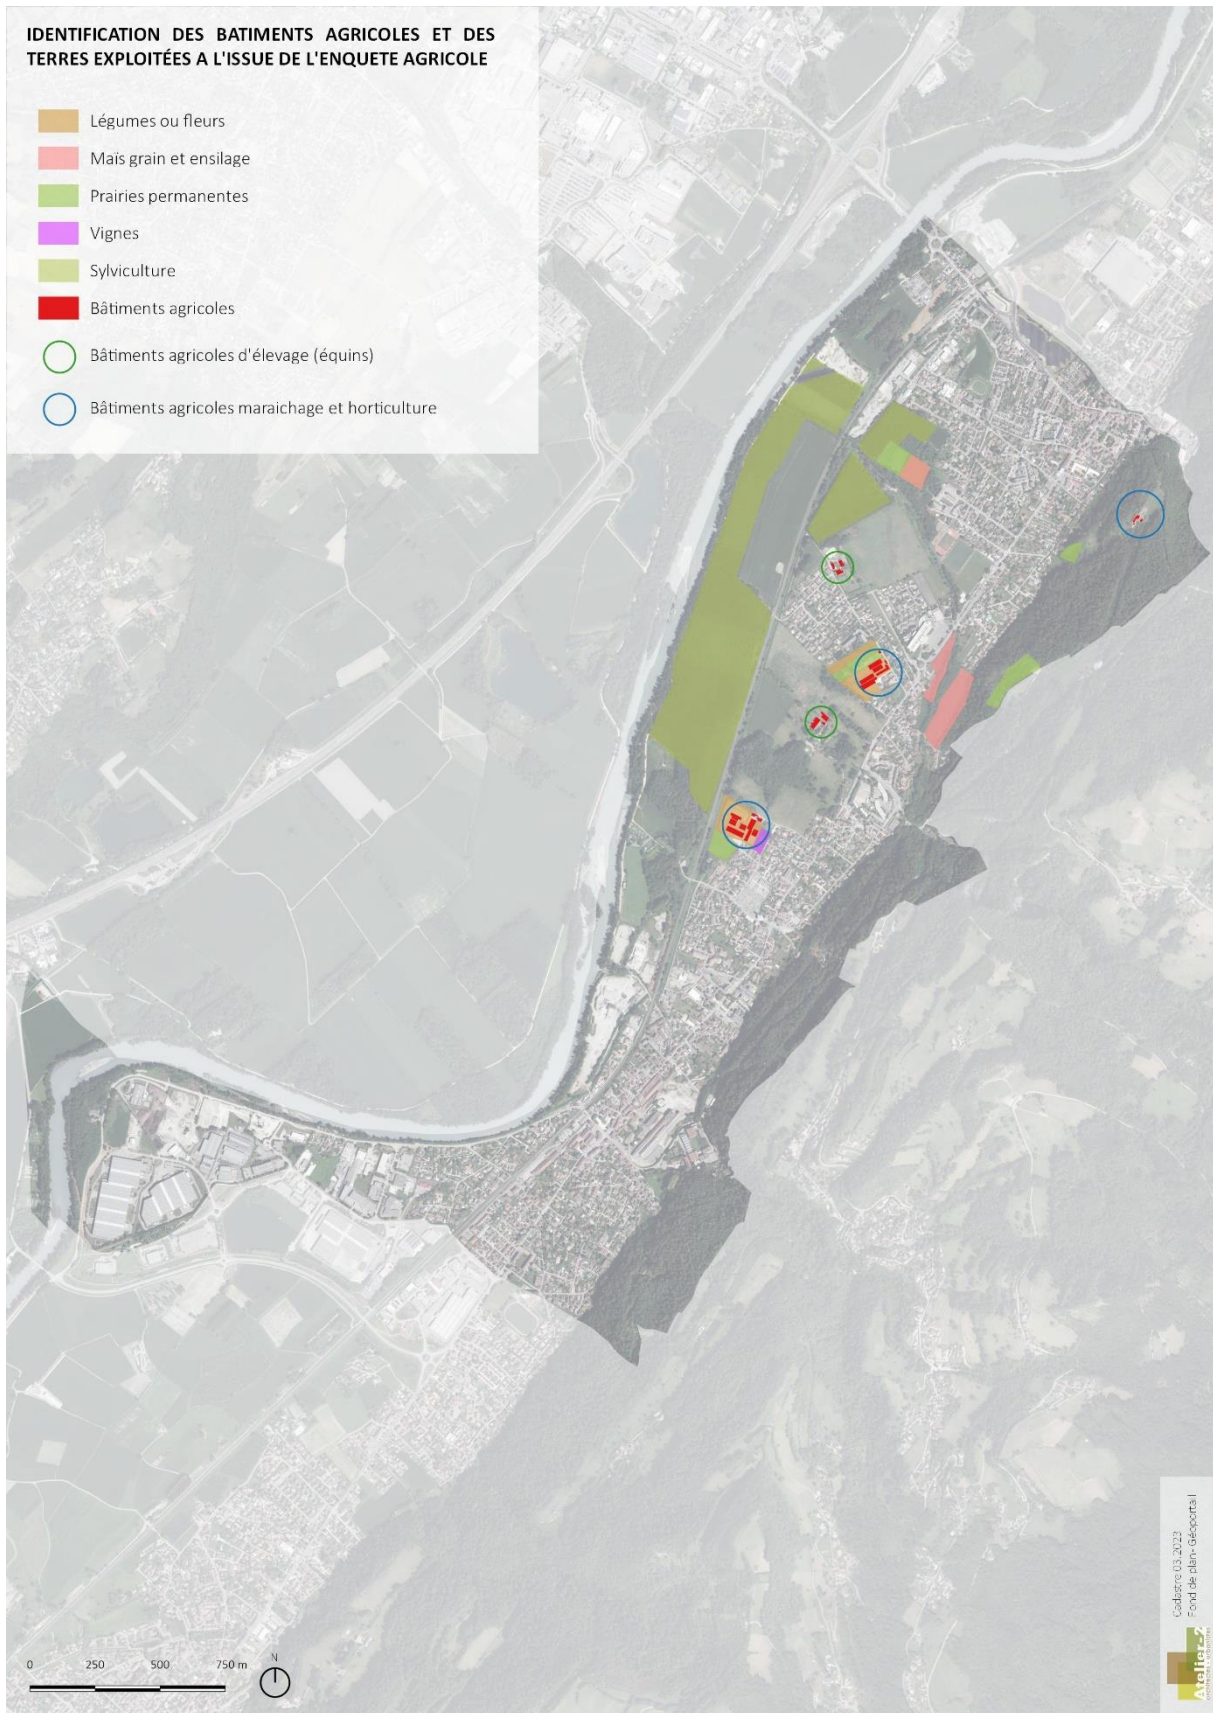 IDENTIFICATION DES BATIMENTS AGRICOLES ET DES
TERRES EXPLOITÉES A L'ISSUE DE L'ENQUETE AGRICOLE
Légumes ou fleurs
Maïs grain et ensilage
Prairies permanentes
Vignes
Sylviculture
Bâtiments agricoles
Bâtiments agricoles d'élevage (équins)
Bâtiments agricoles maraichage et horticulture
0 250 500 750 m
N
Cadastre 03.2023
Fond de plan- Géoportail
Atelier-2